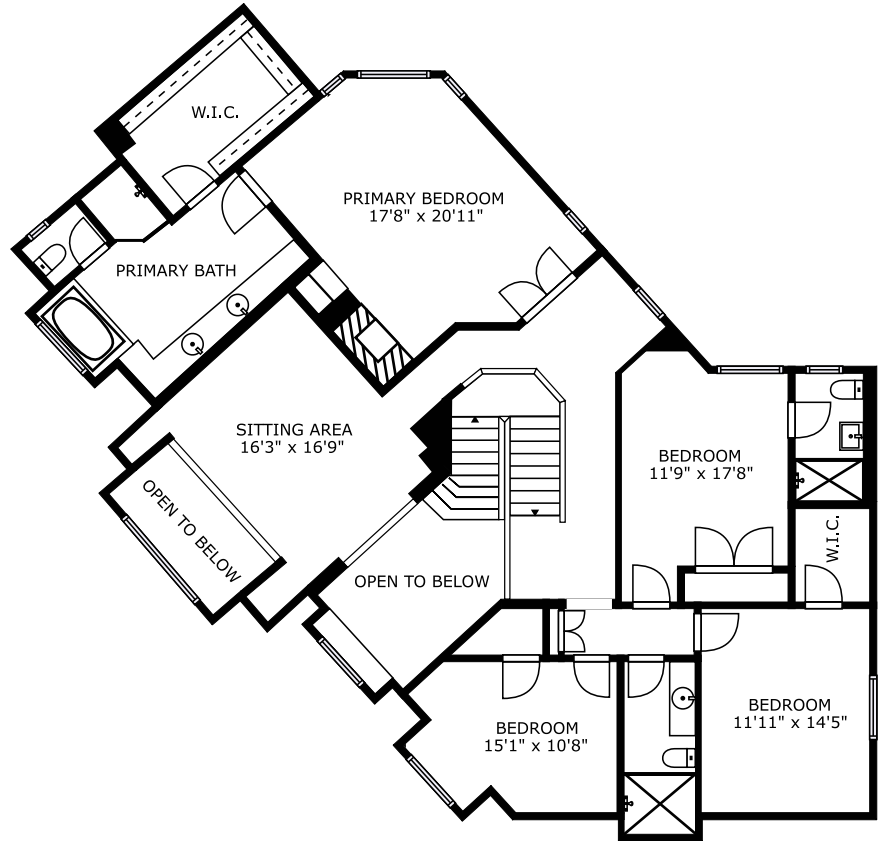 W.I.C.
PRIMARY BEDROOM
17'8" x 20'11"
PRIMARY BATH
SITTING AREA
16'3" x 16'9"
BEDROOM
11'9" x 17'8"
OPEN TO BELOW
W.I.C.
OPEN TO BELOW
BEDROOM
11'11" x 14'5"
BEDROOM
15'1" x 10'8"